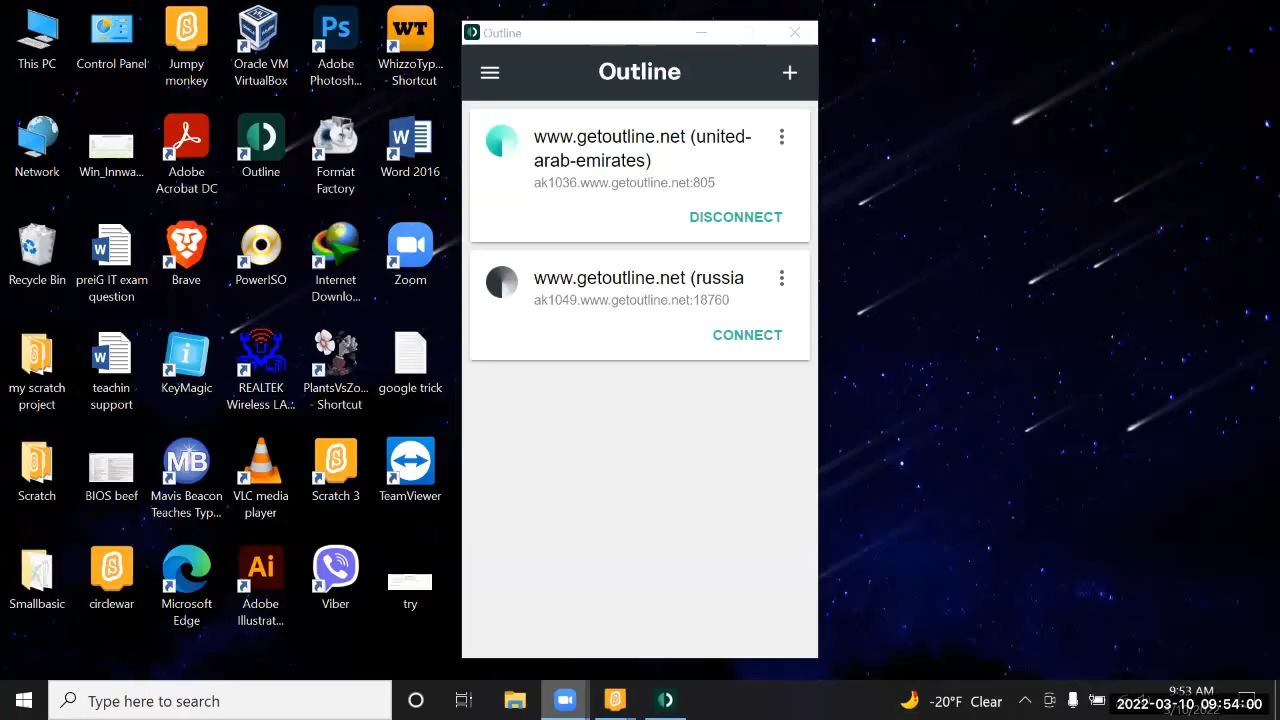 Outline
Outline
www.getoutline.net (united-
arab-emirates)
ak1036.www.getoutline.net:805
DISCONNECT
www.getoutline.net (russia
ak1049.www.getoutline.net:18760
CONNECT
This PC
Control Panel
Jumpy
monkey
Oracle VM
VirtualBox
Ps
Adobe
Photosh...
WT
WhizzoTyp...
- Shortcut
Network
Win_Innwa...
Adobe
Acrobat DC
Outline
Format
Factory
Word 2016
Recycle Bin
preiG IT exam
question
Brave
PowerISO
Internet
Downlo...
Zoom
my scratch
project
teachin
support
KeyMagic
REALTEK
Wireless LA...
PlantsVsZo...
- Shortcut
google trick
Scratch
BIOS beef
MB
Mavis Beacon
Teaches Typ...
VLC media
player
Scratch 3
TeamViewer
Smallbasic
circlewar
Microsoft
Edge
Ai
Adobe
Illustrat...
Viber
try
Type here to search
-20°F Clear
9:53 AM
2022-03-10 09:54:00